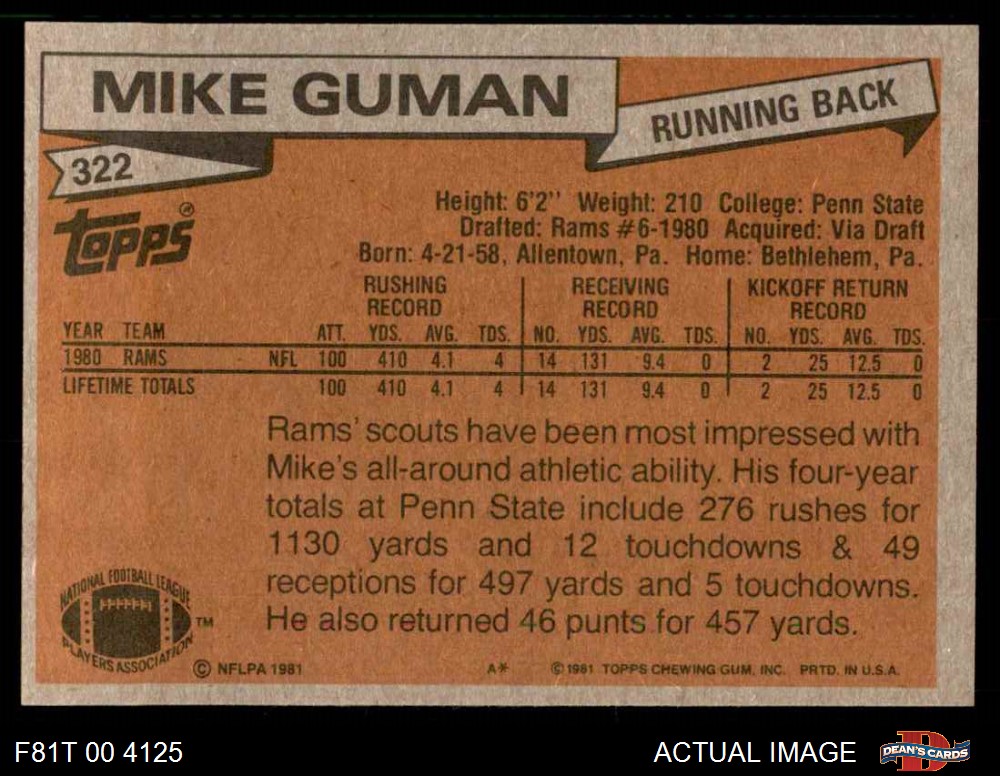 MIKE GUMAN
RUNNING BACK
322
Topps®
Height: 6'2'' Weight: 210 College: Penn State
Drafted: Rams #6-1980 Acquired: Via Draft
Born: 4-21-58, Allentown, Pa. Home: Bethlehem, Pa.
RUSHING RECORD RECEIVING RECORD KICKOFF RETURN RECORD
YEAR TEAM ATT. YDS. AVG. TDS. NO. YDS. AVG. TDS. NO. YDS. AVG. TDS.
1980 RAMS NFL 100 410 4.1 4 14 131 9.4 0 2 25 12.5 0
LIFETIME TOTALS 100 410 4.1 4 14 131 9.4 0 2 25 12.5 0
Rams' scouts have been most impressed with
Mike's all-around athletic ability. His four-year
totals at Penn State include 276 rushes for
1130 yards and 12 touchdowns & 49
receptions for 497 yards and 5 touchdowns.
He also returned 46 punts for 457 yards.
NATIONAL FOOTBALL LEAGUE
PLAYERS ASSOCIATION
TM
© NFLPA 1981 A* © 1981 TOPPS CHEWING GUM, INC. PRTD. IN U.S.A.
F81T 00 4125 ACTUAL IMAGE D DEAN'S CARDS